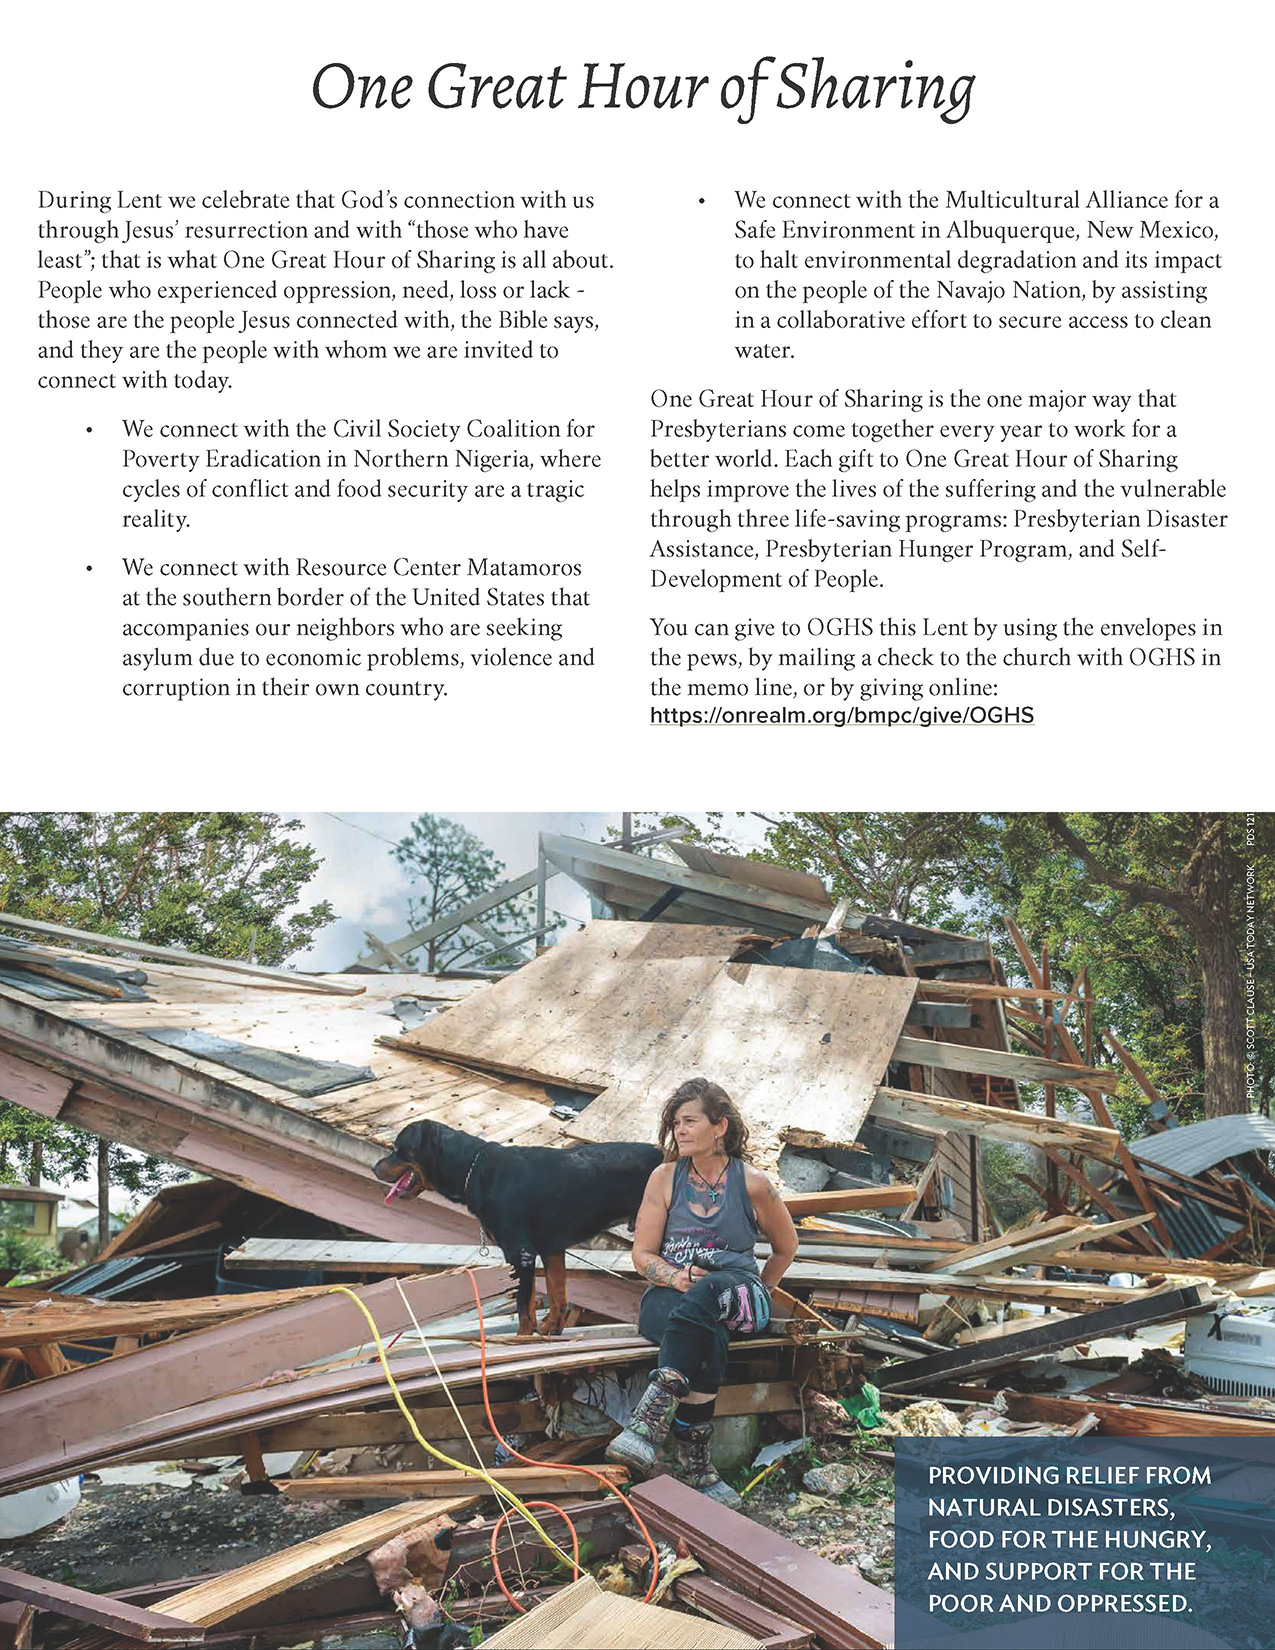 One Great Hour of Sharing
During Lent we celebrate that God’s connection with us
through Jesus’ resurrection and with “those who have
least”; that is what One Great Hour of Sharing is all about.
People who experienced oppression, need, loss or lack -
those are the people Jesus connected with, the Bible says,
and they are the people with whom we are invited to
connect with today.
• We connect with the Civil Society Coalition for
Poverty Eradication in Northern Nigeria, where
cycles of conflict and food security are a tragic
reality.
• We connect with Resource Center Matamoros
at the southern border of the United States that
accompanies our neighbors who are seeking
asylum due to economic problems, violence and
corruption in their own country.
• We connect with the Multicultural Alliance for a
Safe Environment in Albuquerque, New Mexico,
to halt environmental degradation and its impact
on the people of the Navajo Nation, by assisting
in a collaborative effort to secure access to clean
water.
One Great Hour of Sharing is the one major way that
Presbyterians come together every year to work for a
better world. Each gift to One Great Hour of Sharing
helps improve the lives of the suffering and the vulnerable
through three life-saving programs: Presbyterian Disaster
Assistance, Presbyterian Hunger Program, and Self-
Development of People.
You can give to OGHS this Lent by using the envelopes in
the pews, by mailing a check to the church with OGHS in
the memo line, or by giving online:
https://onrealm.org/bmpc/give/OGHS
PHOTO: © SCOTT CLAUSE – USA TODAY NETWORK PDS 121
PROVIDING RELIEF FROM
NATURAL DISASTERS,
FOOD FOR THE HUNGRY,
AND SUPPORT FOR THE
POOR AND OPPRESSED.